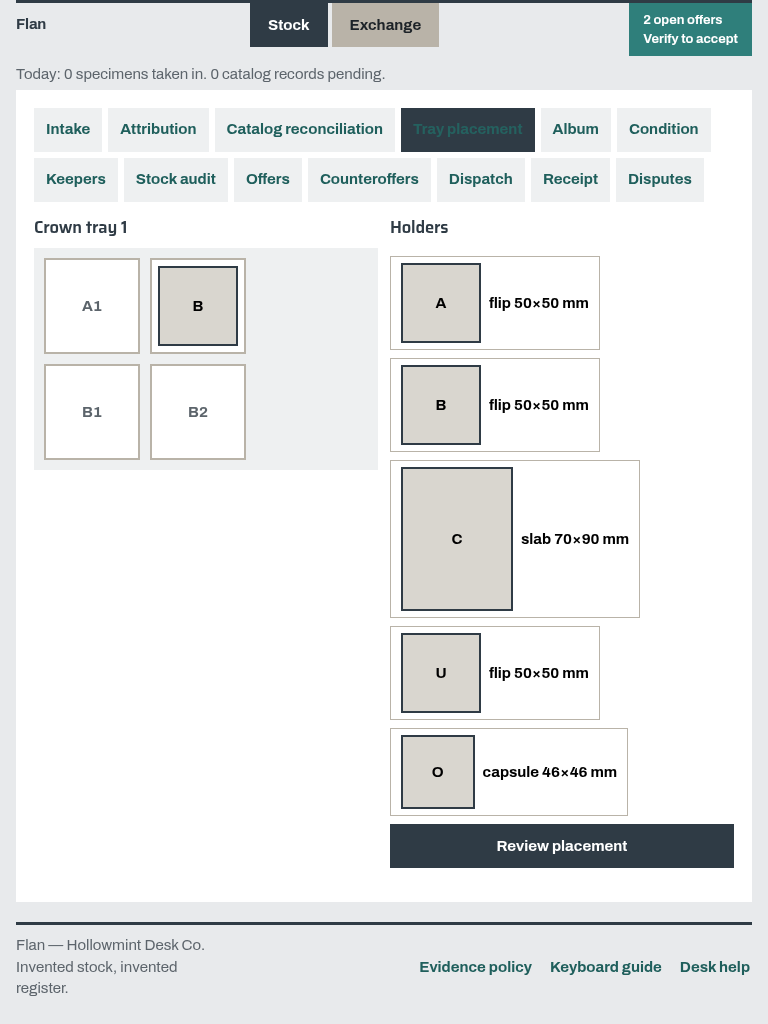 Flan
Stock
Exchange
2 open offers
Verify to accept
Today: 0 specimens taken in. 0 catalog records pending.
Intake
Attribution
Catalog reconciliation
Tray placement
Album
Condition
Keepers
Stock audit
Offers
Counteroffers
Dispatch
Receipt
Disputes
Crown tray 1
A1
B
B1
B2
Holders
A
flip 50×50 mm
B
flip 50×50 mm
C
slab 70×90 mm
U
flip 50×50 mm
O
capsule 46×46 mm
Review placement
Flan — Hollowmint Desk Co.
Invented stock, invented
register.
Evidence policy
Keyboard guide
Desk help